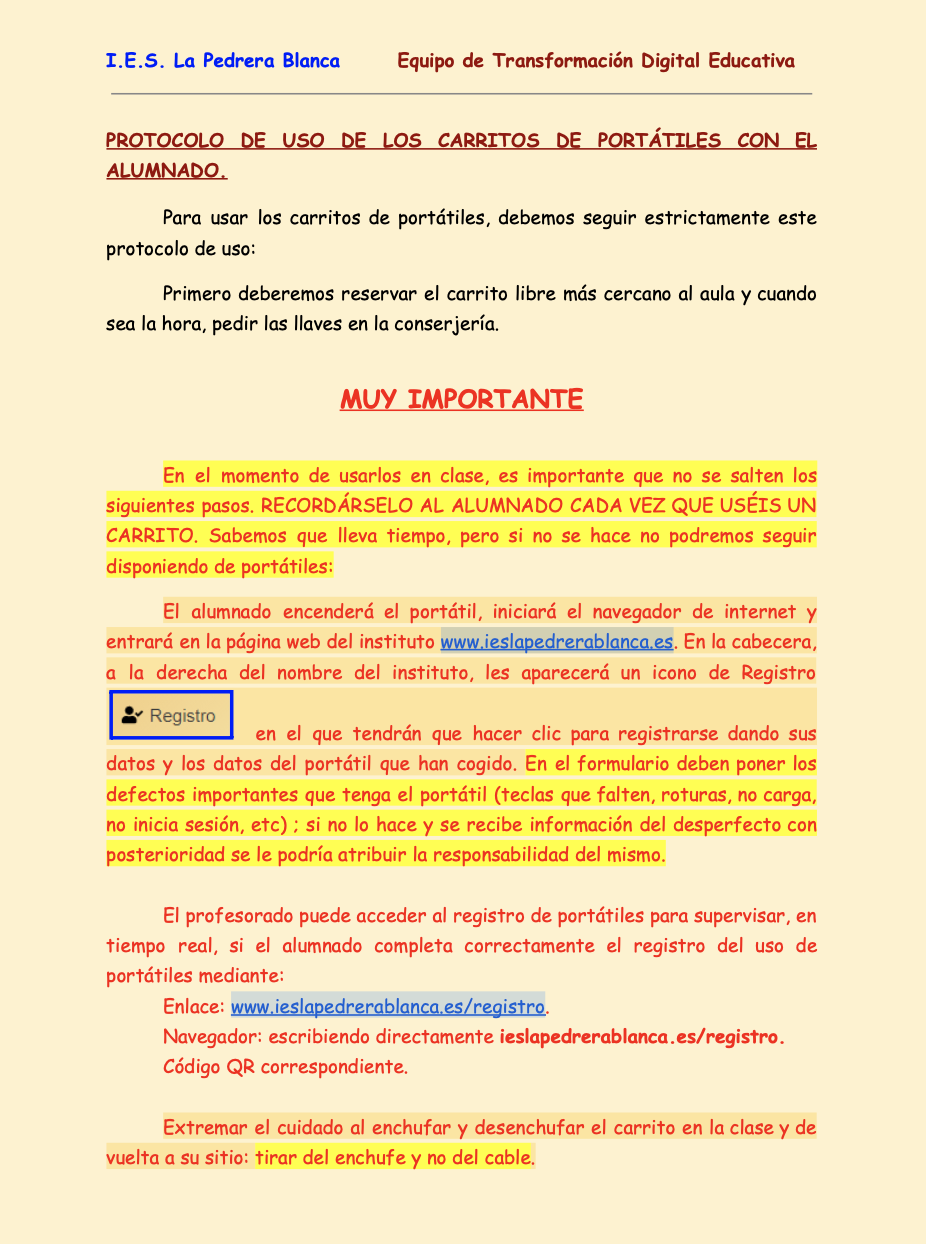 I.E.S. La Pedrera Blanca Equipo de Transformación Digital Educativa
PROTOCOLO DE USO DE LOS CARRITOS DE PORTÁTILES CON EL
ALUMNADO.
Para usar los carritos de portátiles, debemos seguir estrictamente este
protocolo de uso:
Primero deberemos reservar el carrito libre más cercano al aula y cuando
sea la hora, pedir las llaves en la conserjería.
MUY IMPORTANTE
En el momento de usarlos en clase, es importante que no se salten los
siguientes pasos. RECORDÁRSELO AL ALUMNADO CADA VEZ QUE USÉIS UN
CARRITO. Sabemos que lleva tiempo, pero si no se hace no podremos seguir
disponiendo de portátiles:
El alumnado encenderá el portátil, iniciará el navegador de internet y
entrará en la página web del instituto www.ieslapedrerablanca.es. En la cabecera,
a la derecha del nombre del instituto, les aparecerá un icono de Registro
Registro en el que tendrán que hacer clic para registrarse dando sus
datos y los datos del portátil que han cogido. En el formulario deben poner los
defectos importantes que tenga el portátil (teclas que falten, roturas, no carga,
no inicia sesión, etc) ; si no lo hace y se recibe información del desperfecto con
posterioridad se le podría atribuir la responsabilidad del mismo.
El profesorado puede acceder al registro de portátiles para supervisar, en
tiempo real, si el alumnado completa correctamente el registro del uso de
portátiles mediante:
Enlace: www.ieslapedrerablanca.es/registro.
Navegador: escribiendo directamente ieslapedrerablanca.es/registro.
Código QR correspondiente.
Extremar el cuidado al enchufar y desenchufar el carrito en la clase y de
vuelta a su sitio: tirar del enchufe y no del cable.